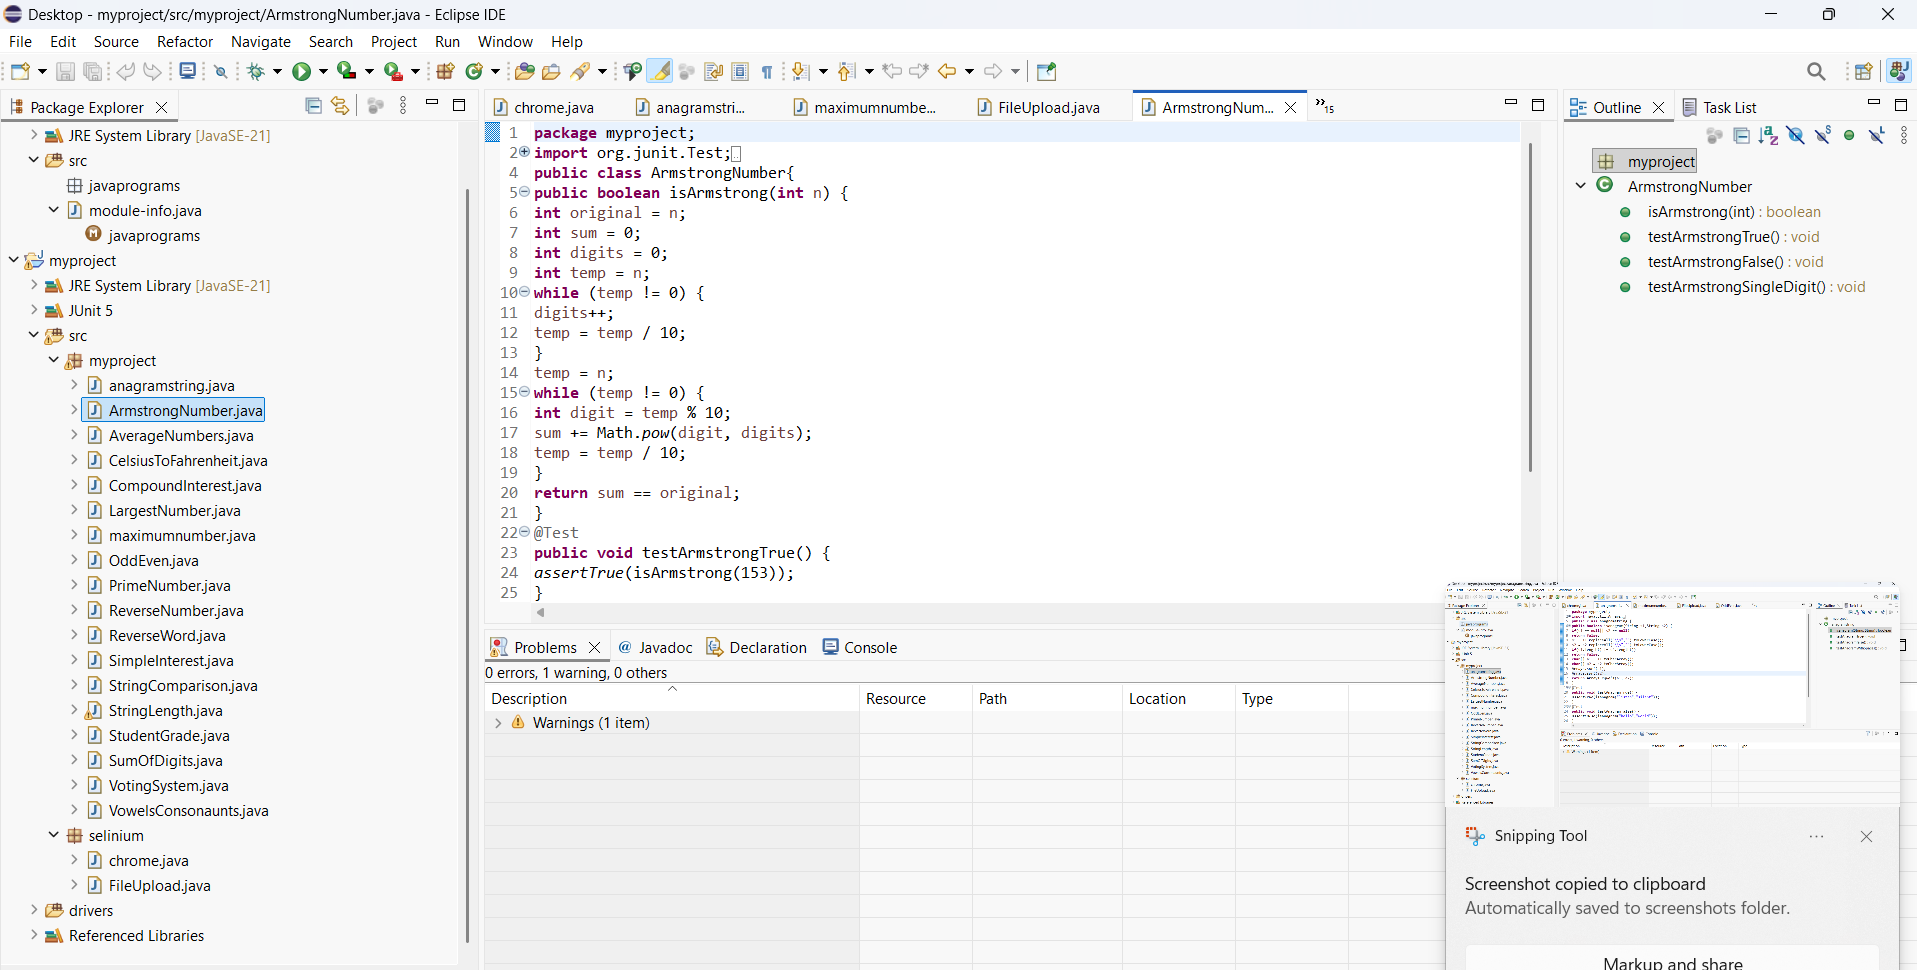 Desktop - myproject/src/myproject/ArmstrongNumber.java - Eclipse IDE
File Edit Source Refactor Navigate Search Project Run Window Help
Package Explorer
JRE System Library [JavaSE-21]
src
javaprograms
module-info.java
javaprograms
myproject
JRE System Library [JavaSE-21]
JUnit 5
src
myproject
anagramstring.java
ArmstrongNumber.java
AverageNumbers.java
CelsiusToFahrenheit.java
CompoundInterest.java
LargestNumber.java
maximumnumber.java
OddEven.java
PrimeNumber.java
ReverseNumber.java
ReverseWord.java
SimpleInterest.java
StringComparison.java
StringLength.java
StudentGrade.java
SumOfDigits.java
VotingSystem.java
VowelsConsonaunts.java
selinium
chrome.java
FileUpload.java
drivers
Referenced Libraries
chrome.java anagramstri... maximumnumbe... FileUpload.java ArmstrongNum... »15
1 package myproject;
2 import org.junit.Test;
4 public class ArmstrongNumber{
5 public boolean isArmstrong(int n) {
6 int original = n;
7 int sum = 0;
8 int digits = 0;
9 int temp = n;
10 while (temp != 0) {
11 digits++;
12 temp = temp / 10;
13 }
14 temp = n;
15 while (temp != 0) {
16 int digit = temp % 10;
17 sum += Math.pow(digit, digits);
18 temp = temp / 10;
19 }
20 return sum == original;
21 }
22 @Test
23 public void testArmstrongTrue() {
24 assertTrue(isArmstrong(153));
25 }
Outline Task List
myproject
ArmstrongNumber
isArmstrong(int) : boolean
testArmstrongTrue() : void
testArmstrongFalse() : void
testArmstrongSingleDigit() : void
Problems Javadoc Declaration Console
0 errors, 1 warning, 0 others
Description Resource Path Location Type
Warnings (1 item)
Snipping Tool
Screenshot copied to clipboard
Automatically saved to screenshots folder.
Markup and share